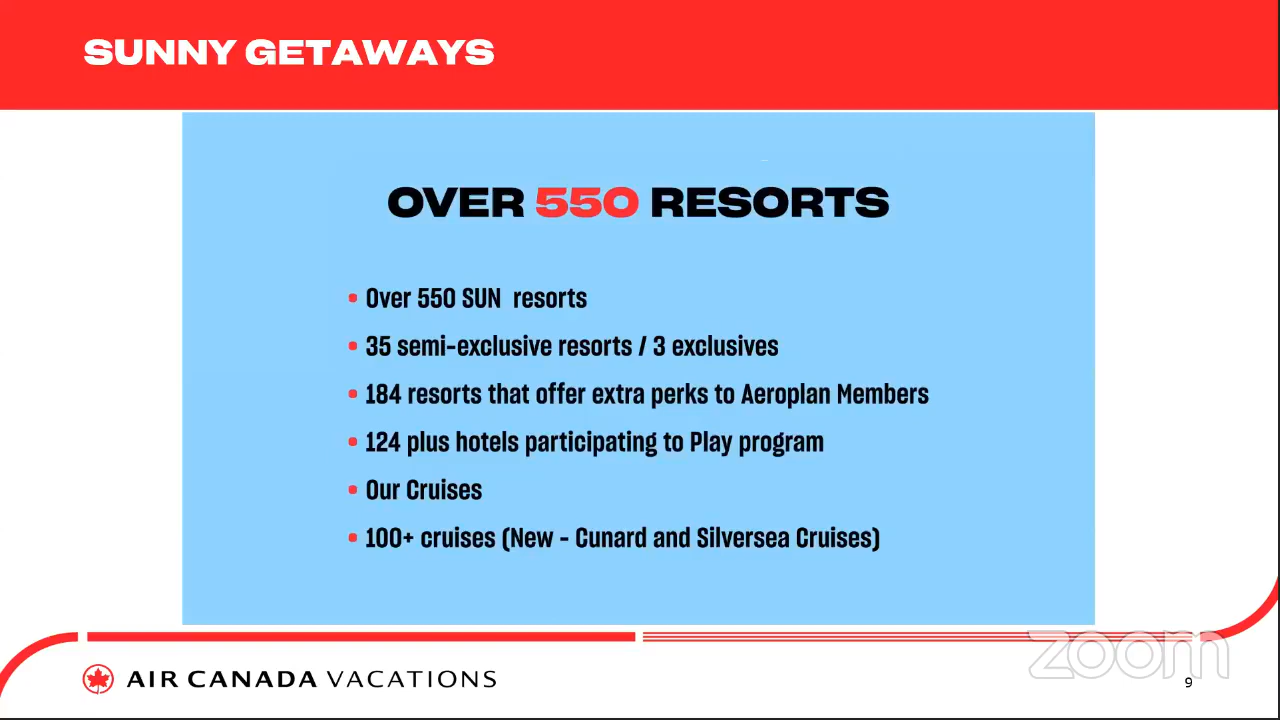 SUNNY GETAWAYS
OVER 550 RESORTS
• Over 550 SUN  resorts
• 35 semi-exclusive resorts / 3 exclusives
• 184 resorts that offer extra perks to Aeroplan Members
• 124 plus hotels participating to Play program
• Our Cruises
• 100+ cruises (New - Cunard and Silversea Cruises)
AIR CANADA VACATIONS
zoom
9